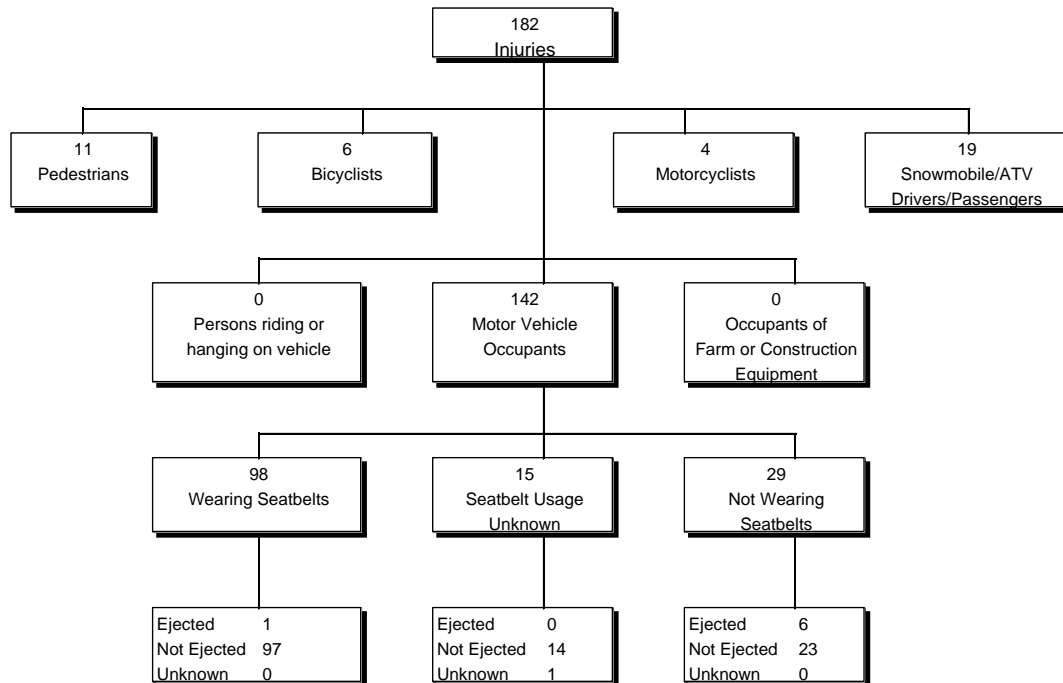 182
Injuries
11
Pedestrians
6
Bicyclists
4
Motorcyclists
19
Snowmobile/ATV
Drivers/Passengers
0
Persons riding or
hanging on vehicle
142
Motor Vehicle
Occupants
0
Occupants of
Farm or Construction
Equipment
98
Wearing Seatbelts
15
Seatbelt Usage
Unknown
29
Not Wearing
Seatbelts
Ejected 1
Not Ejected 97
Unknown 0
Ejected 0
Not Ejected 14
Unknown 1
Ejected 6
Not Ejected 23
Unknown 0